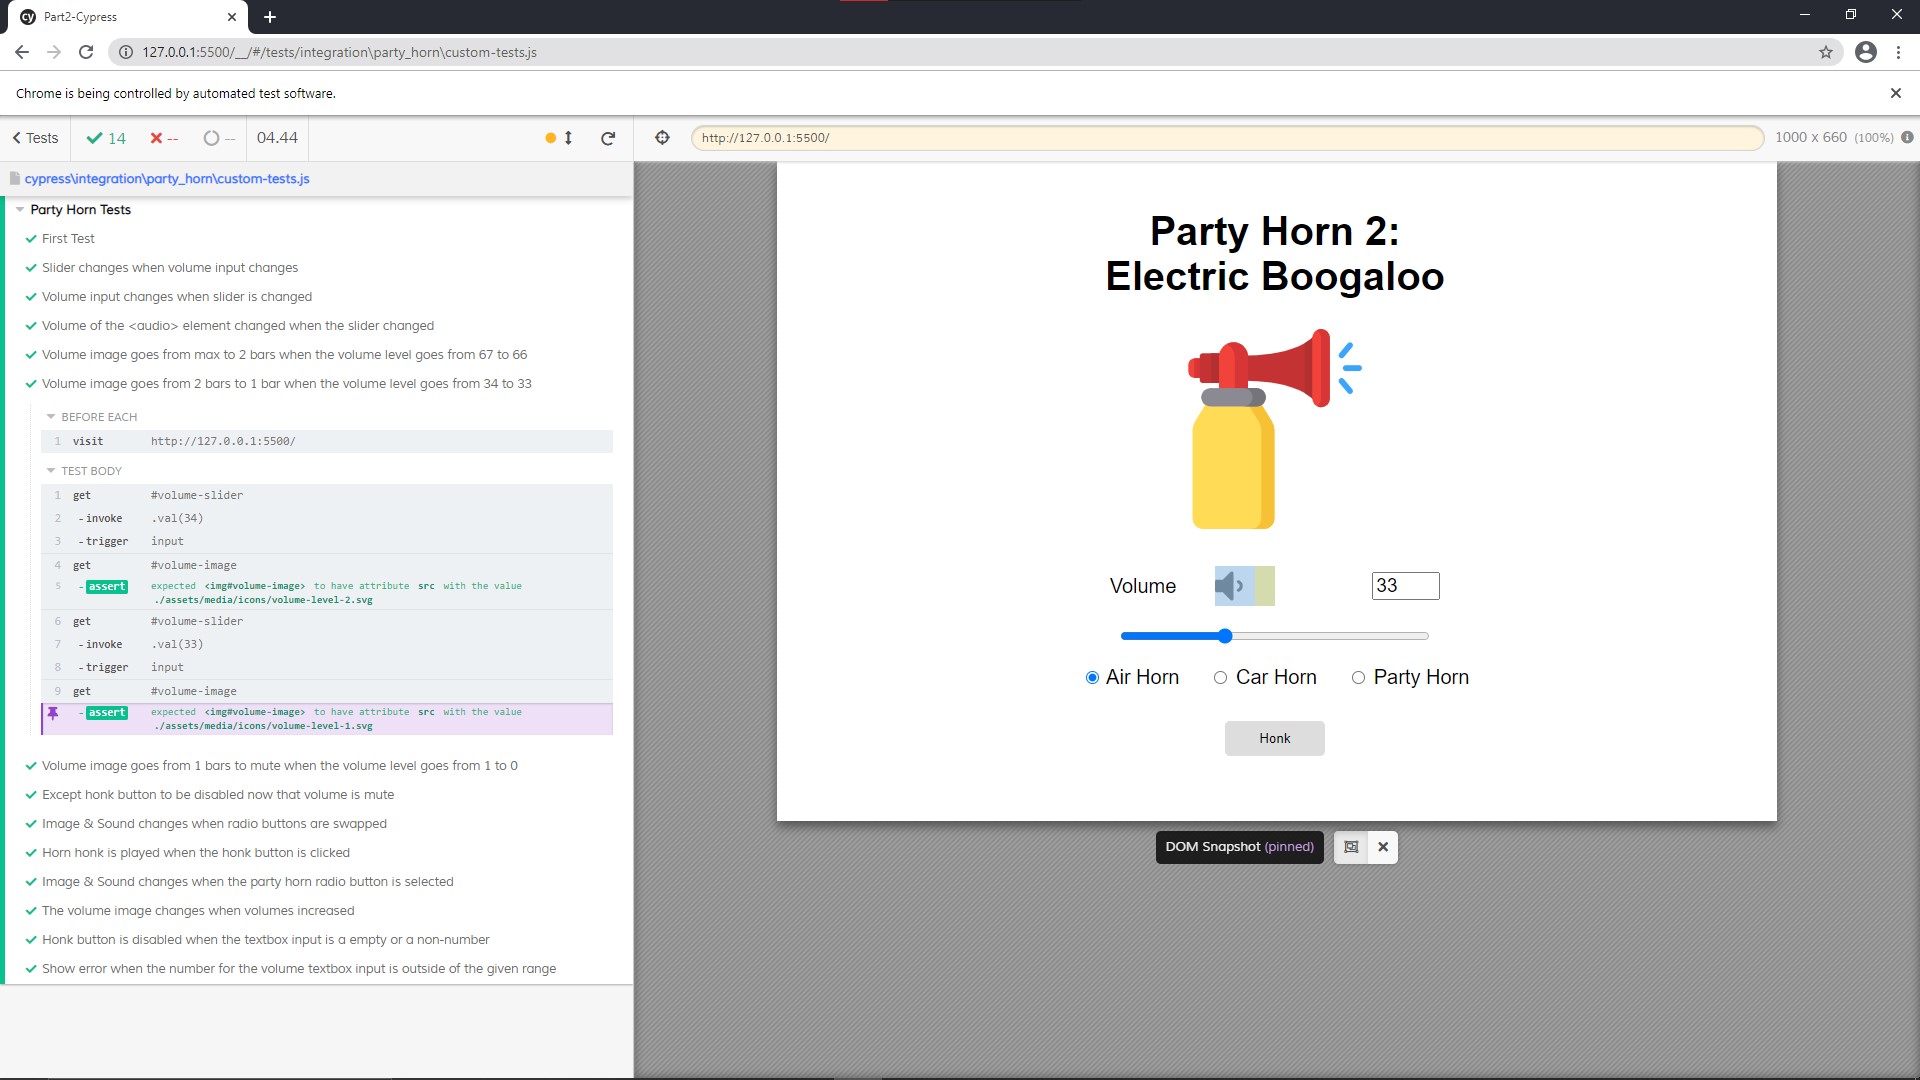 Part2-Cypress
127.0.0.1:5500/__/#/tests/integration\party_horn\custom-tests.js
Chrome is being controlled by automated test software.
Tests 14 -- -- 04.44
http://127.0.0.1:5500/ 1000 x 660 (100%)
cypress\integration\party_horn\custom-tests.js
Party Horn Tests
First Test
Slider changes when volume input changes
Volume input changes when slider is changed
Volume of the <audio> element changed when the slider changed
Volume image goes from max to 2 bars when the volume level goes from 67 to 66
Volume image goes from 2 bars to 1 bar when the volume level goes from 34 to 33
BEFORE EACH
1 visit http://127.0.0.1:5500/
TEST BODY
1 get #volume-slider
2 -invoke .val(34)
3 -trigger input
4 get #volume-image
5 -assert expected <img#volume-image> to have attribute src with the value
./assets/media/icons/volume-level-2.svg
6 get #volume-slider
7 -invoke .val(33)
8 -trigger input
9 get #volume-image
-assert expected <img#volume-image> to have attribute src with the value
./assets/media/icons/volume-level-1.svg
Volume image goes from 1 bars to mute when the volume level goes from 1 to 0
Except honk button to be disabled now that volume is mute
Image & Sound changes when radio buttons are swapped
Horn honk is played when the honk button is clicked
Image & Sound changes when the party horn radio button is selected
The volume image changes when volumes increased
Honk button is disabled when the textbox input is a empty or a non-number
Show error when the number for the volume textbox input is outside of the given range
Party Horn 2:
Electric Boogaloo
Volume 33
Air Horn Car Horn Party Horn
Honk
DOM Snapshot (pinned)